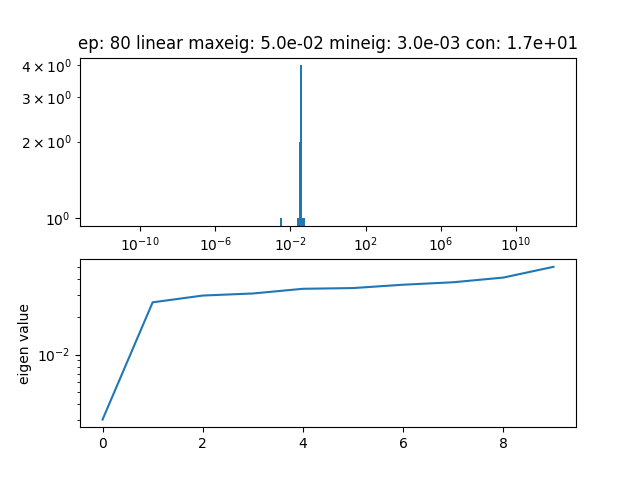 ep: 80 linear maxeig: 5.0e-02 mineig: 3.0e-03 con: 1.7e+01
4 × 10⁰
3 × 10⁰
2 × 10⁰
10⁰
10⁻¹⁰ 10⁻⁶ 10⁻² 10² 10⁶ 10¹⁰
eigen value
10⁻²
0 2 4 6 8